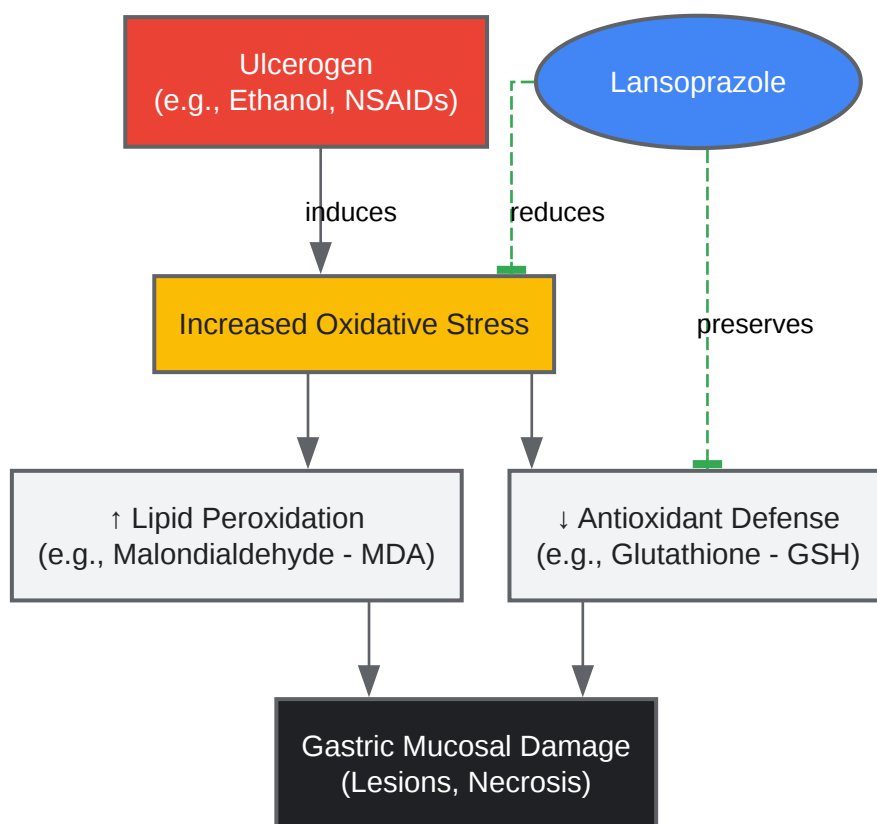 Ulcerogen
(e.g., Ethanol, NSAIDs)
Lansoprazole
induces
reduces
Increased Oxidative Stress
preserves
↑ Lipid Peroxidation
(e.g., Malondialdehyde - MDA)
↓ Antioxidant Defense
(e.g., Glutathione - GSH)
Gastric Mucosal Damage
(Lesions, Necrosis)